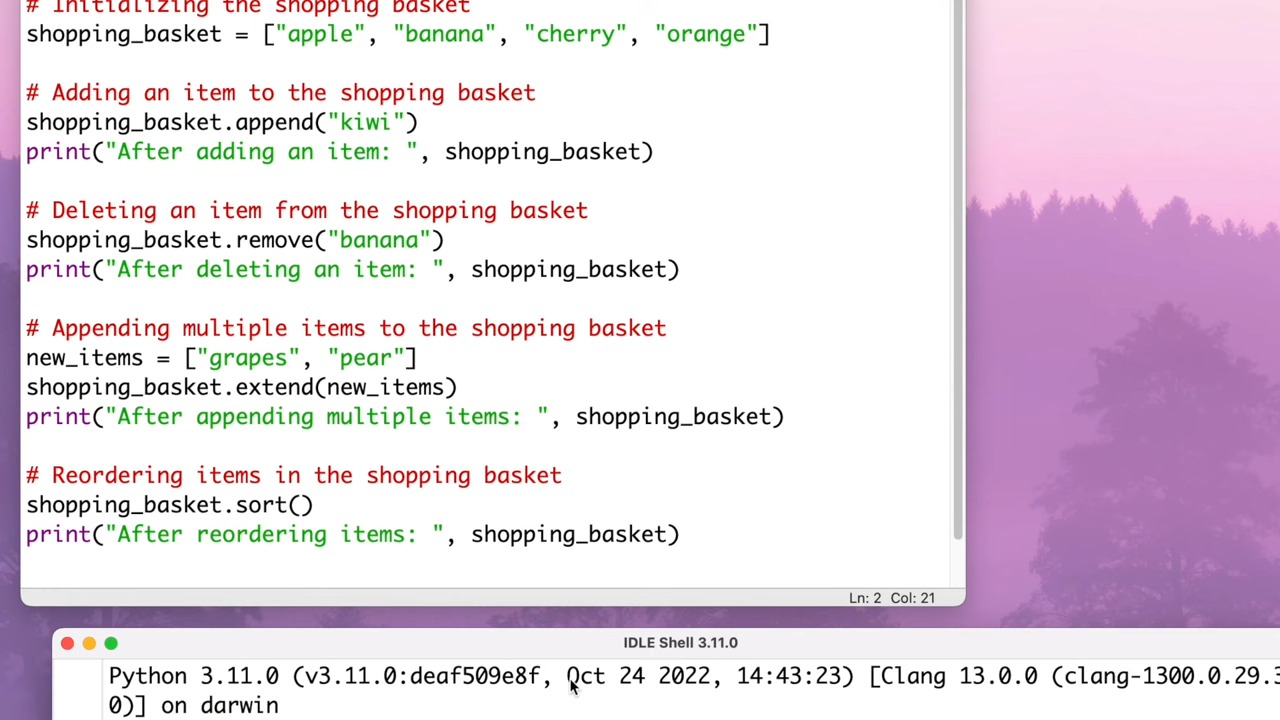 # Initializing the shopping basket
shopping_basket = ["apple", "banana", "cherry", "orange"]
# Adding an item to the shopping basket
shopping_basket.append("kiwi")
print("After adding an item: ", shopping_basket)
# Deleting an item from the shopping basket
shopping_basket.remove("banana")
print("After deleting an item: ", shopping_basket)
# Appending multiple items to the shopping basket
new_items = ["grapes", "pear"]
shopping_basket.extend(new_items)
print("After appending multiple items: ", shopping_basket)
# Reordering items in the shopping basket
shopping_basket.sort()
print("After reordering items: ", shopping_basket)
Ln: 2 Col: 21
IDLE Shell 3.11.0
Python 3.11.0 (v3.11.0:deaf509e8f, Oct 24 2022, 14:43:23) [Clang 13.0.0 (clang-1300.0.29.3
0)] on darwin